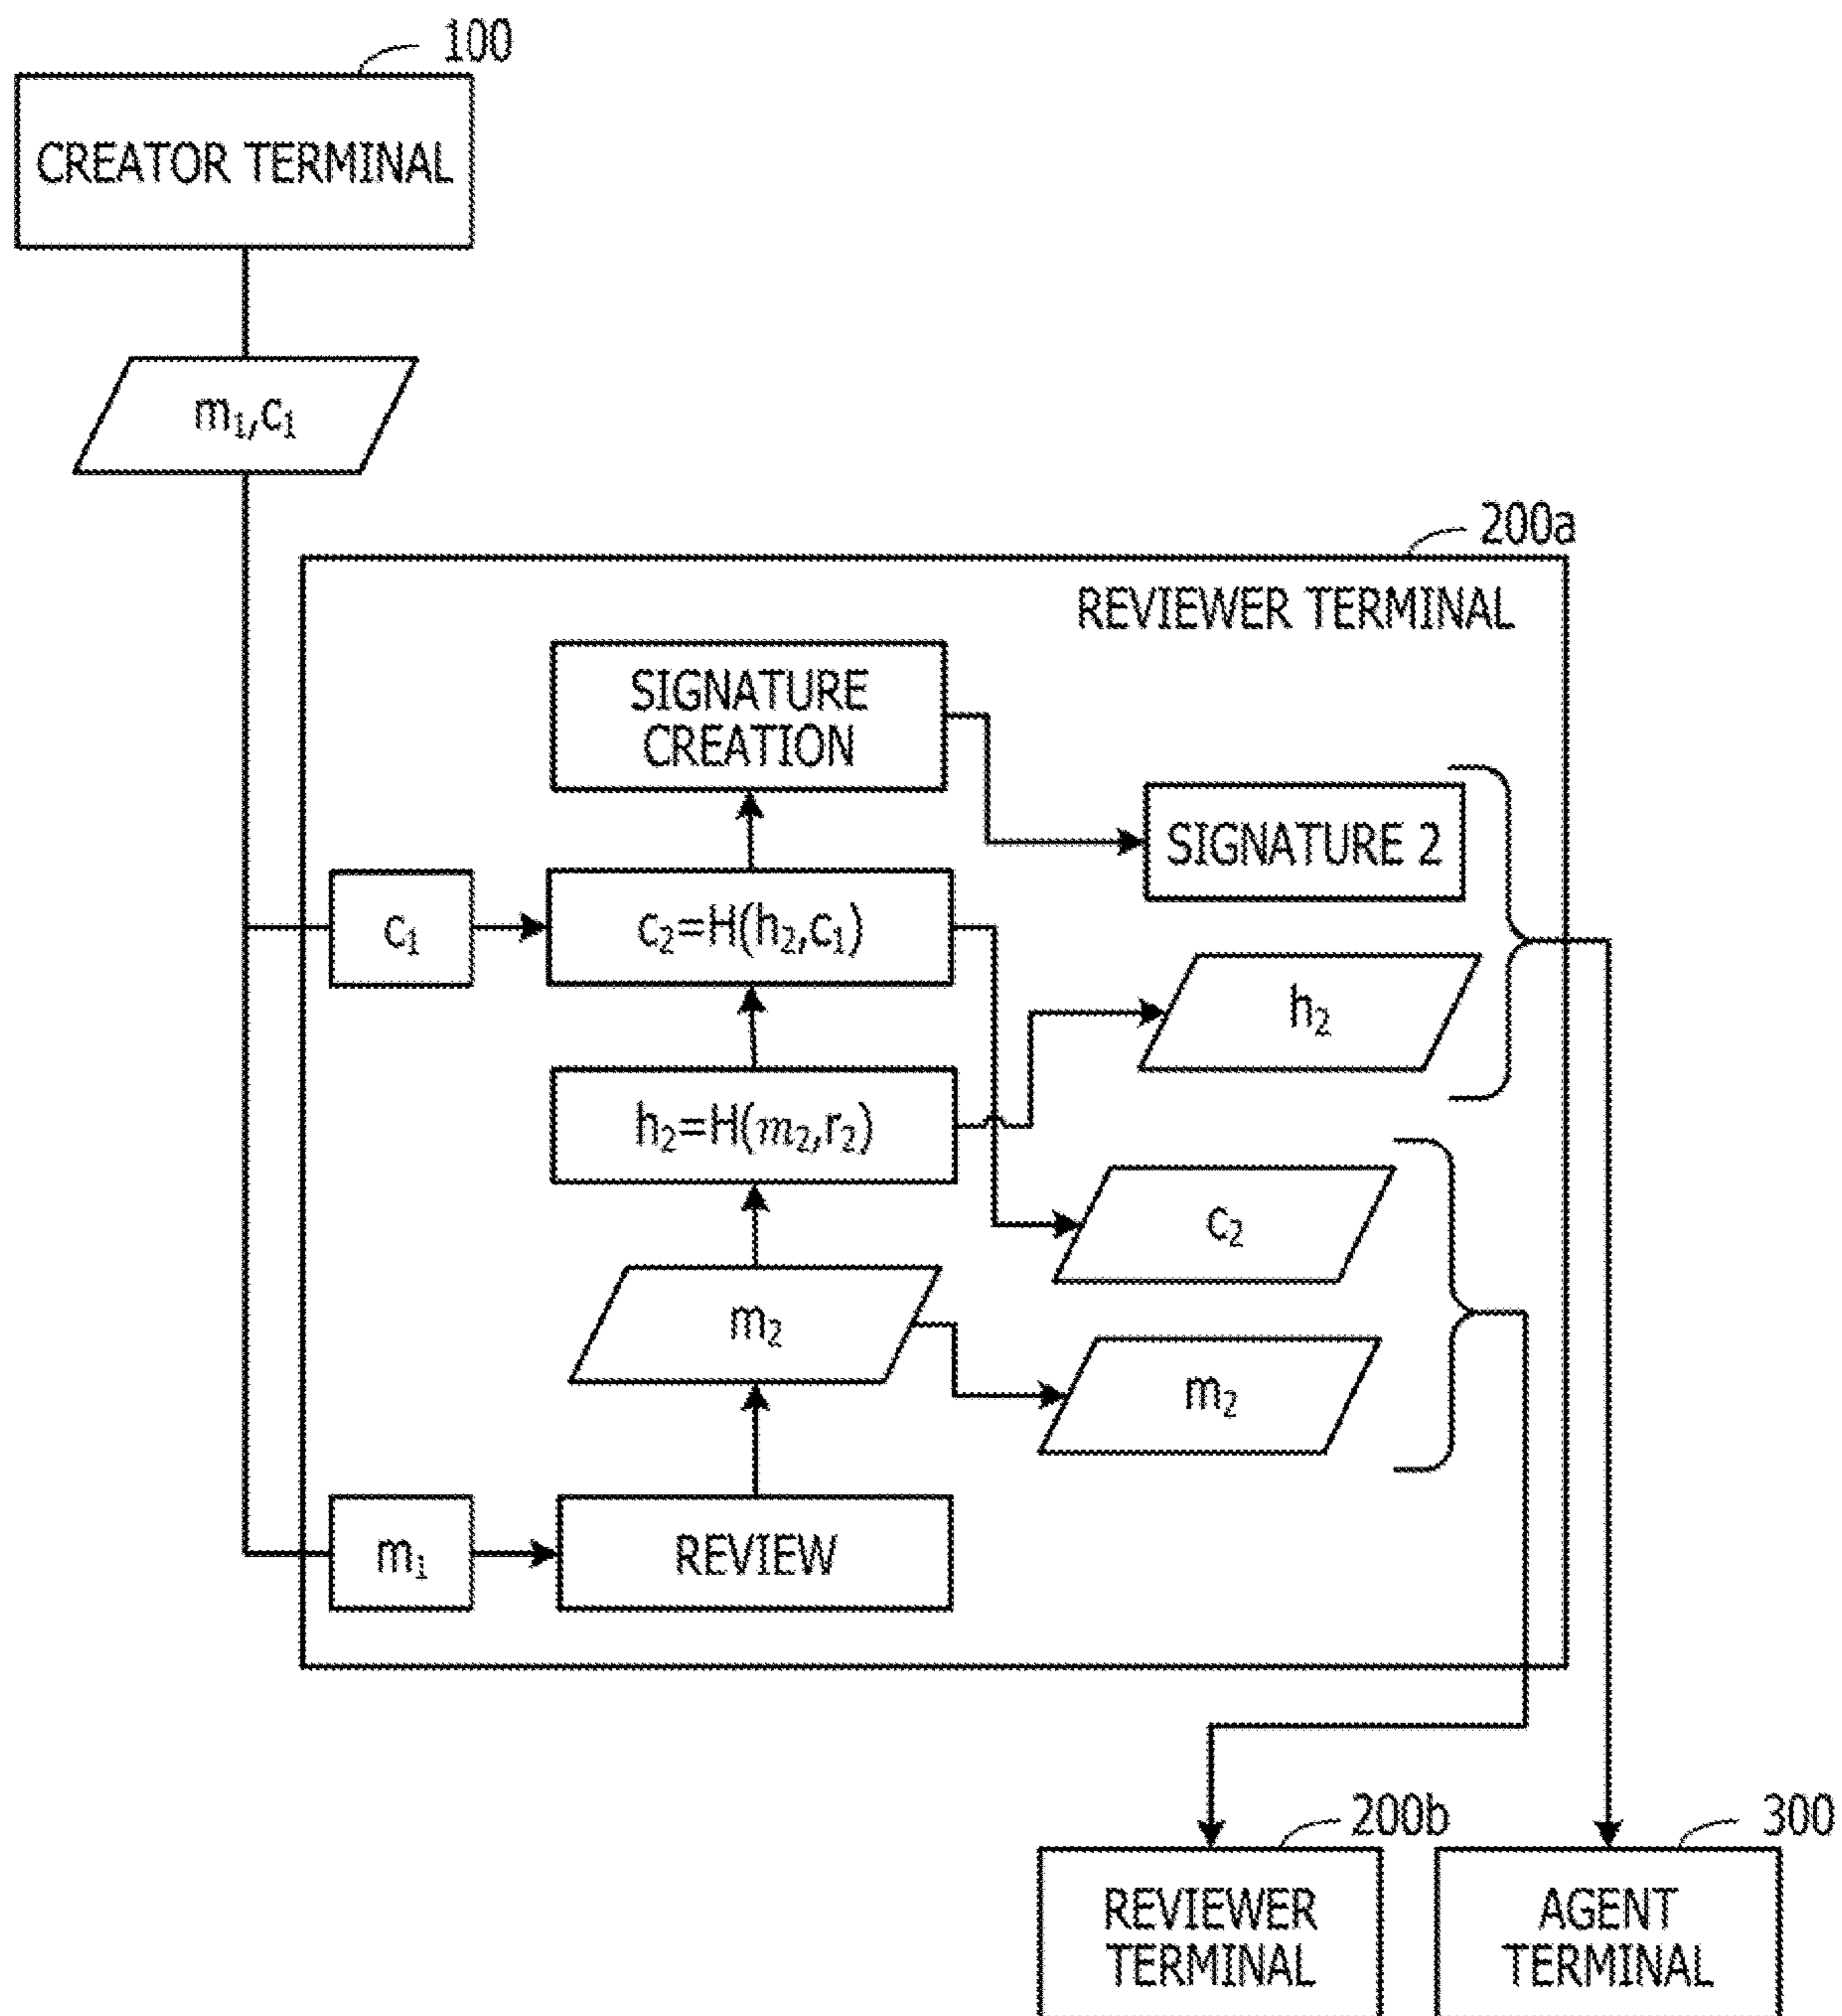 100
CREATOR TERMINAL
m₁,c₁
200a
REVIEWER TERMINAL
SIGNATURE
CREATION
SIGNATURE 2
c₁
c₂=H(h₂,c₁)
h₂
h₂=H(m₂,r₂)
c₂
m₂
m₂
m₁
REVIEW
200b
300
REVIEWER
TERMINAL
AGENT
TERMINAL